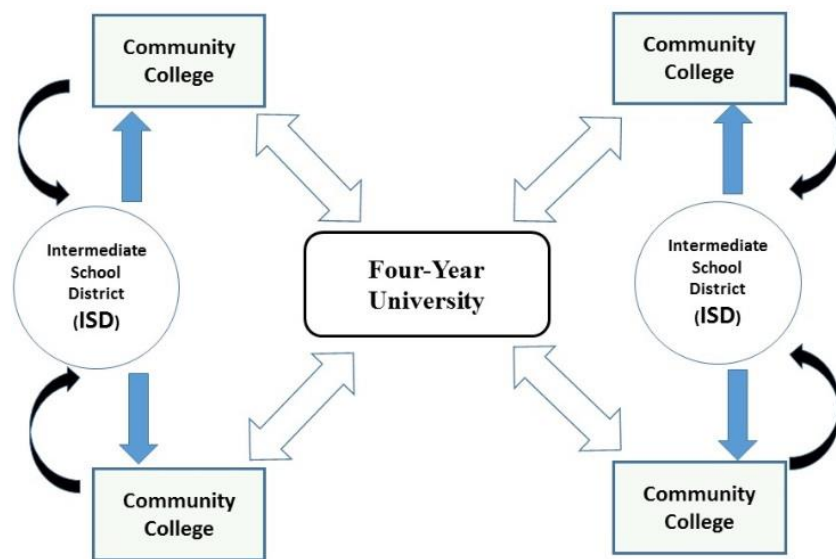 Community
College
Community
College
Intermediate
School
District
(ISD)
Four-Year
University
Intermediate
School
District
(ISD)
Community
College
Community
College